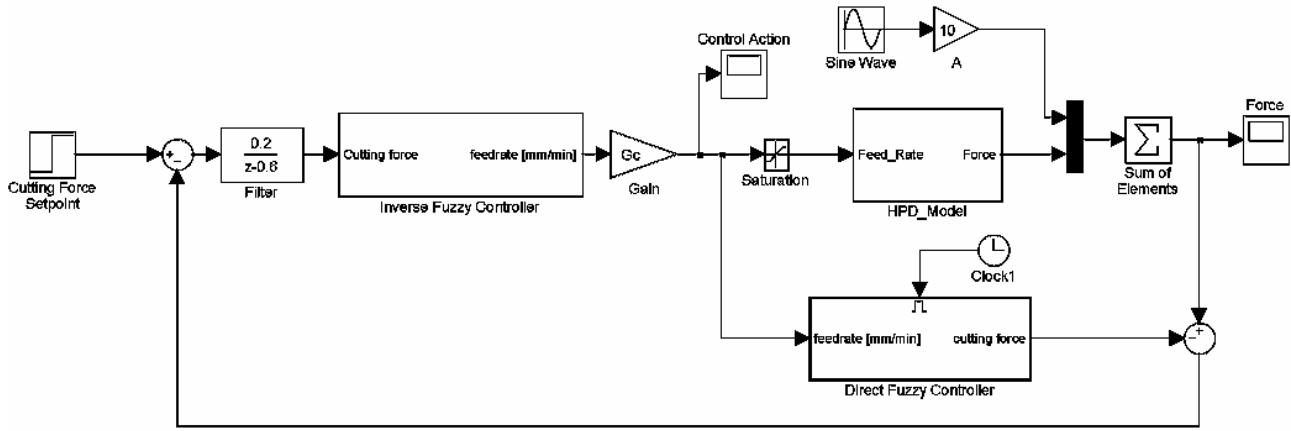 Control Action
10
Sine Wave
A
Force
Cutting Force
Setpoint
+
−
0.2
z-0.8
Filter
Cutting force
feedrate [mm/min]
Inverse Fuzzy Controller
Gc
Gain
Saturation
Feed_Rate
Force
HPD_Model
Σ
Sum of
Elements
Clock1
feedrate [mm/min]
cutting force
Direct Fuzzy Controller
+
−